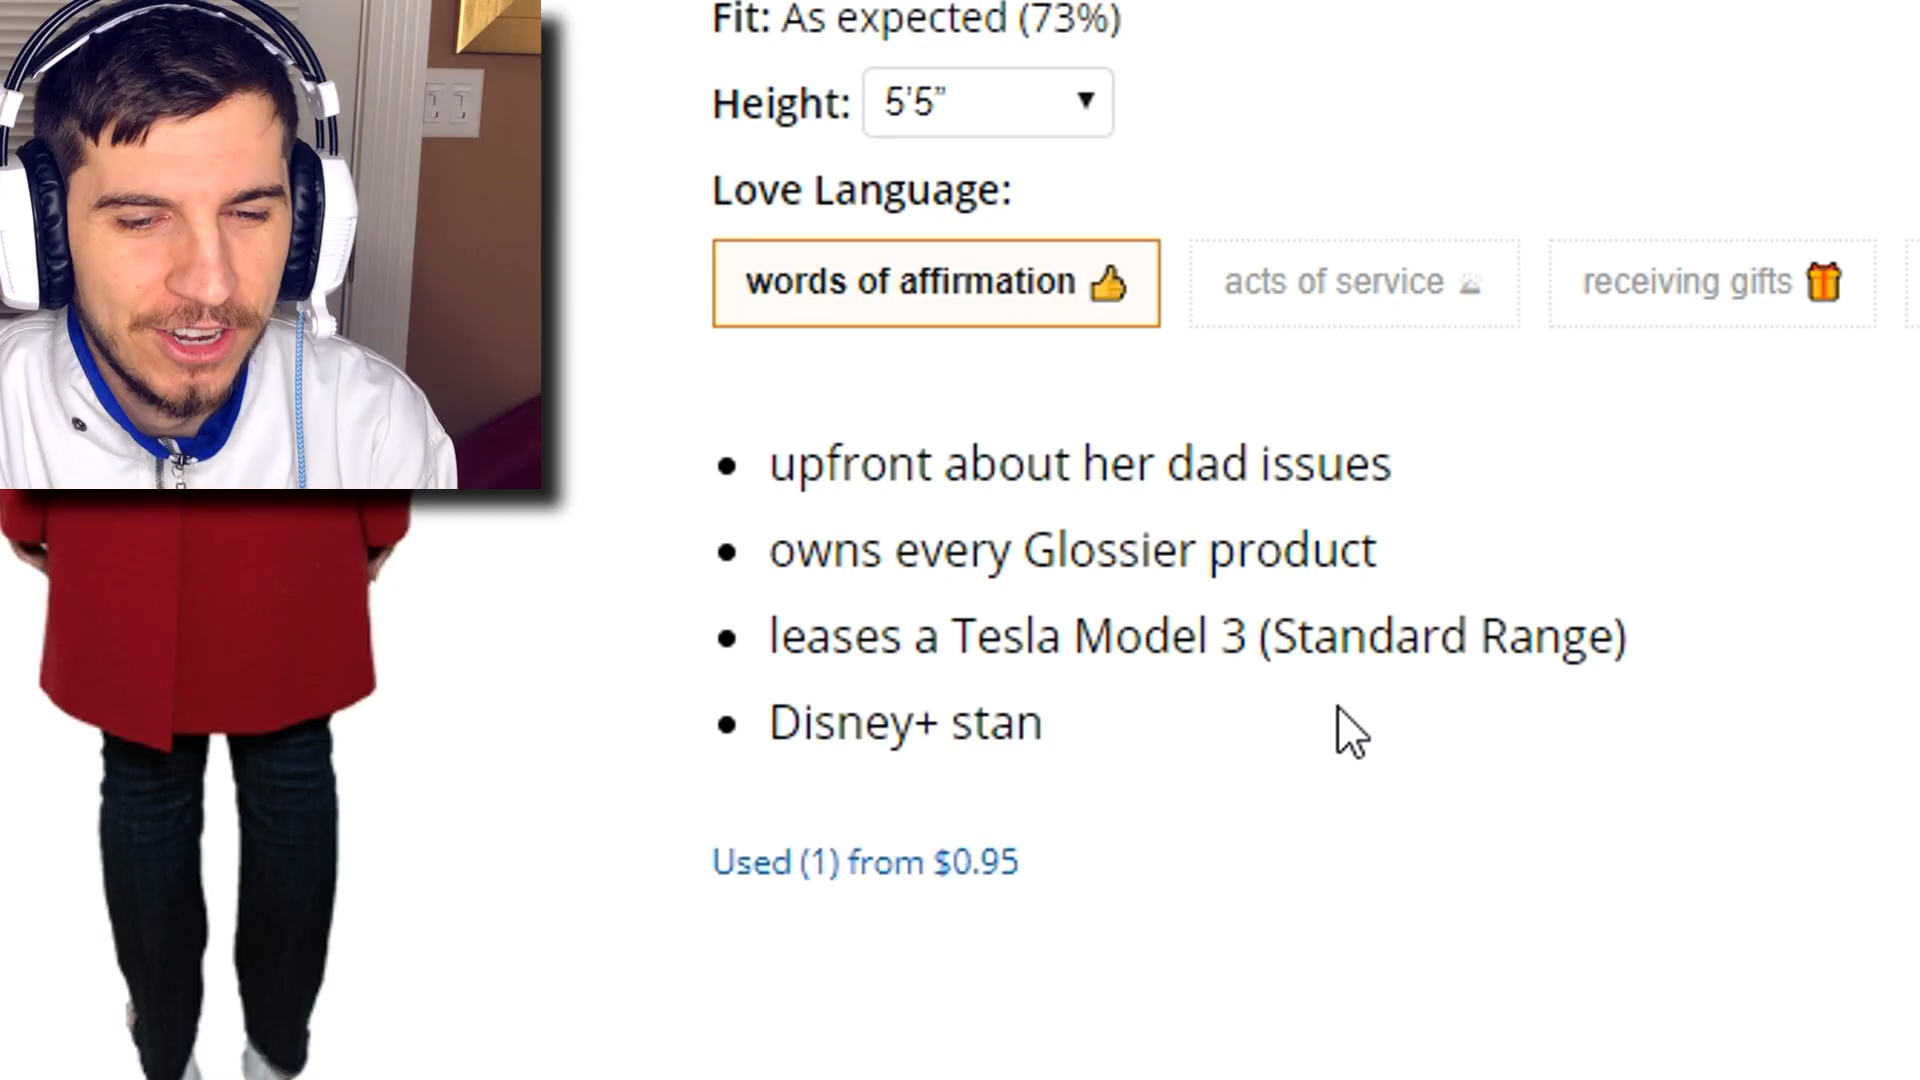 Fit: As expected (73%)
Height: 5'5” ▼
Love Language:
words of affirmation 👍 acts of service receiving gifts 🎁
• upfront about her dad issues
• owns every Glossier product
• leases a Tesla Model 3 (Standard Range)
• Disney+ stan
Used (1) from $0.95